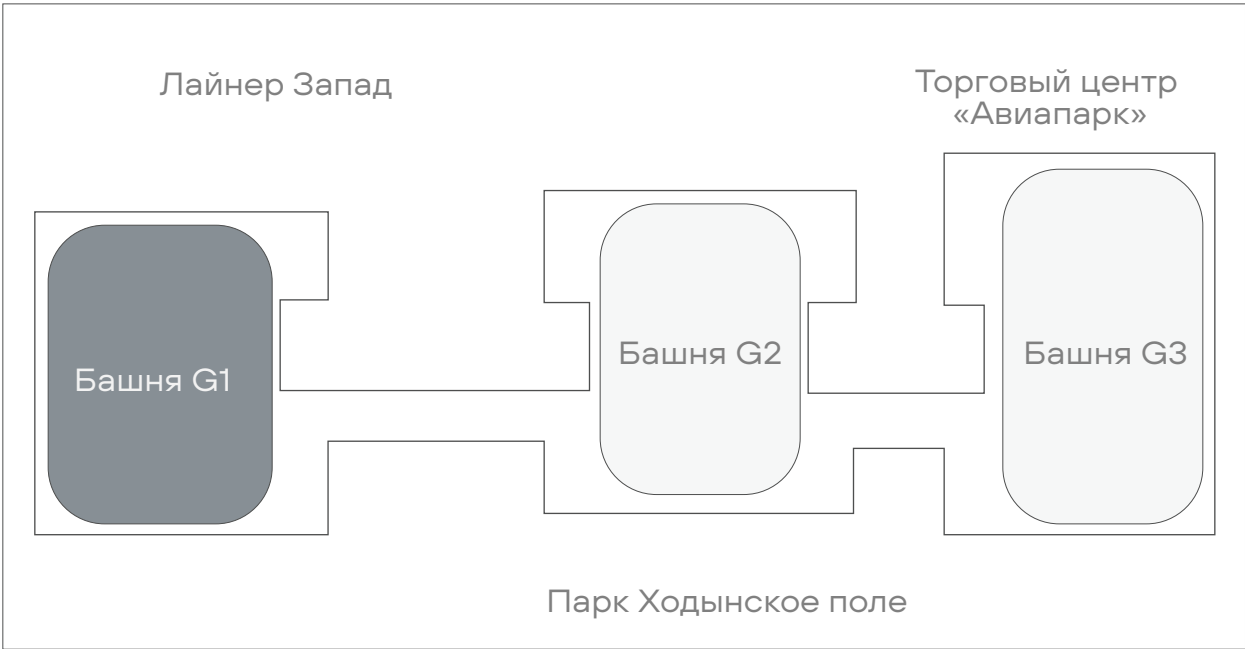 Лайнер Запад
Торговый центр
«Авиапарк»
Башня G1
Башня G2
Башня G3
Парк Ходынское поле